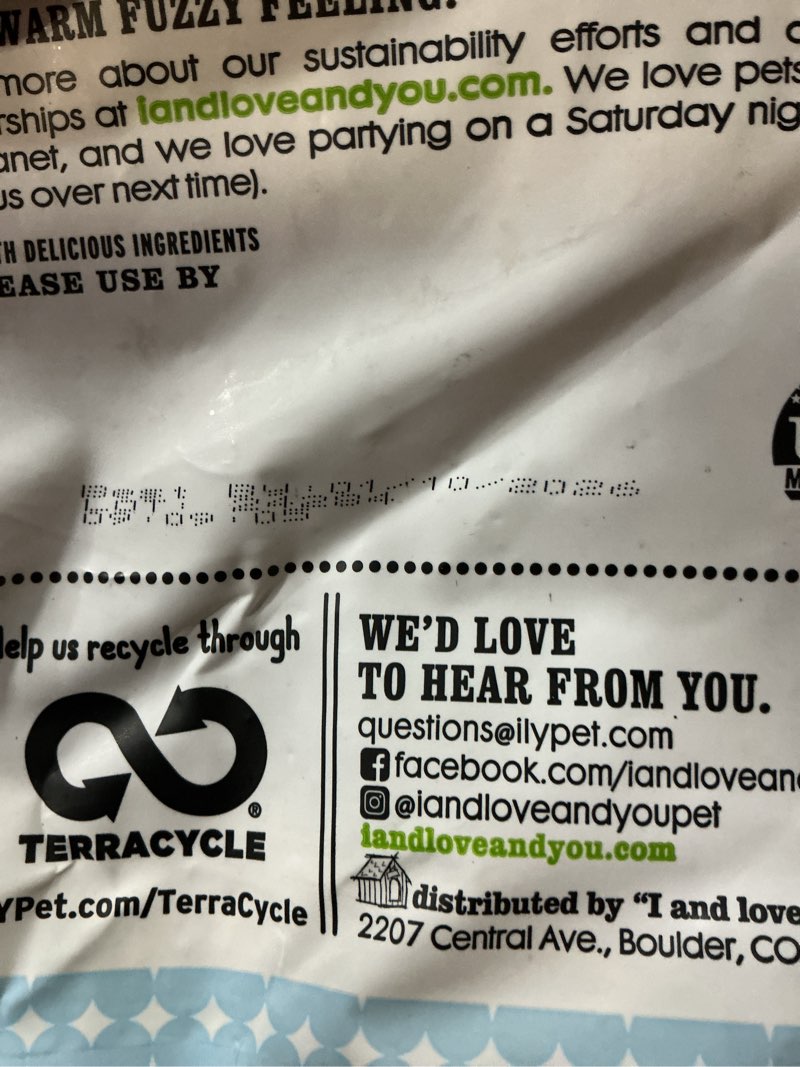 WARM FUZZY FEELING!
more about our sustainability efforts and
rships at iandloveandyou.com. We love pets
anet, and we love partying on a Saturday nig
us over next time).
TH DELICIOUS INGREDIENTS
EASE USE BY
elp us recycle through
TERRACYCLE®
YPet.com/TerraCycle
WE'D LOVE
TO HEAR FROM YOU.
questions@ilypet.com
facebook.com/iandlovean
@iandloveandyoupet
iandloveandyou.com
distributed by "I and love
2207 Central Ave., Boulder, CO